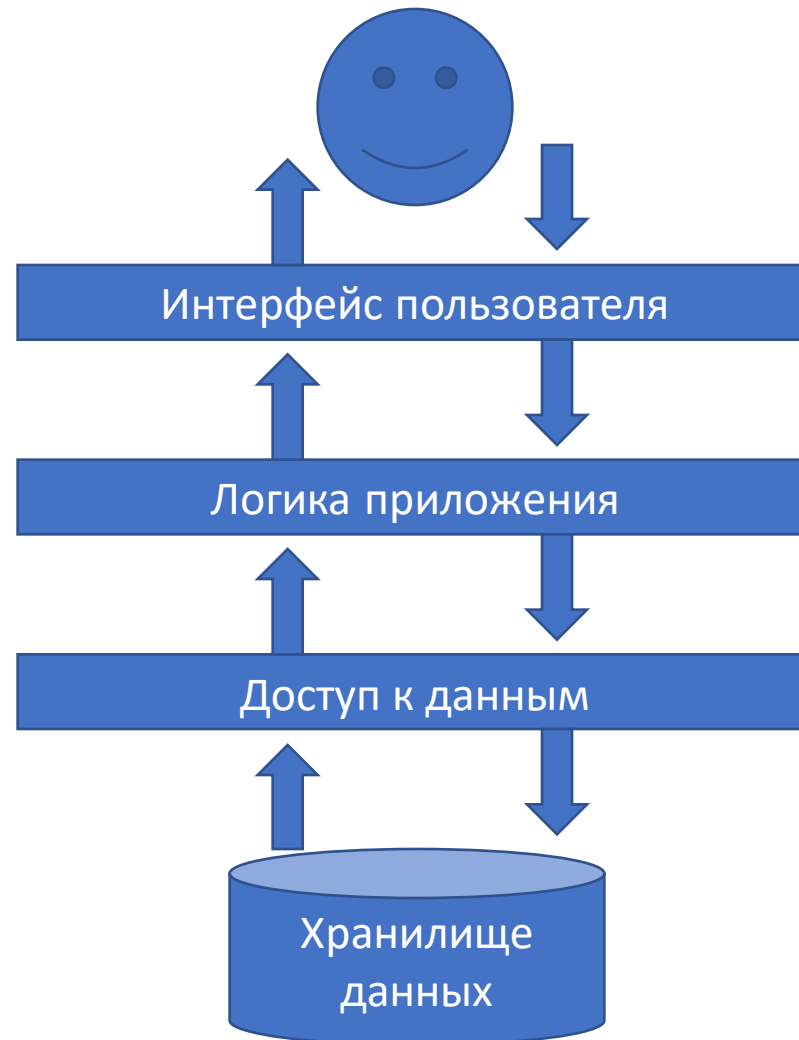 Интерфейс пользователя
Логика приложения
Доступ к данным
Хранилище
данных